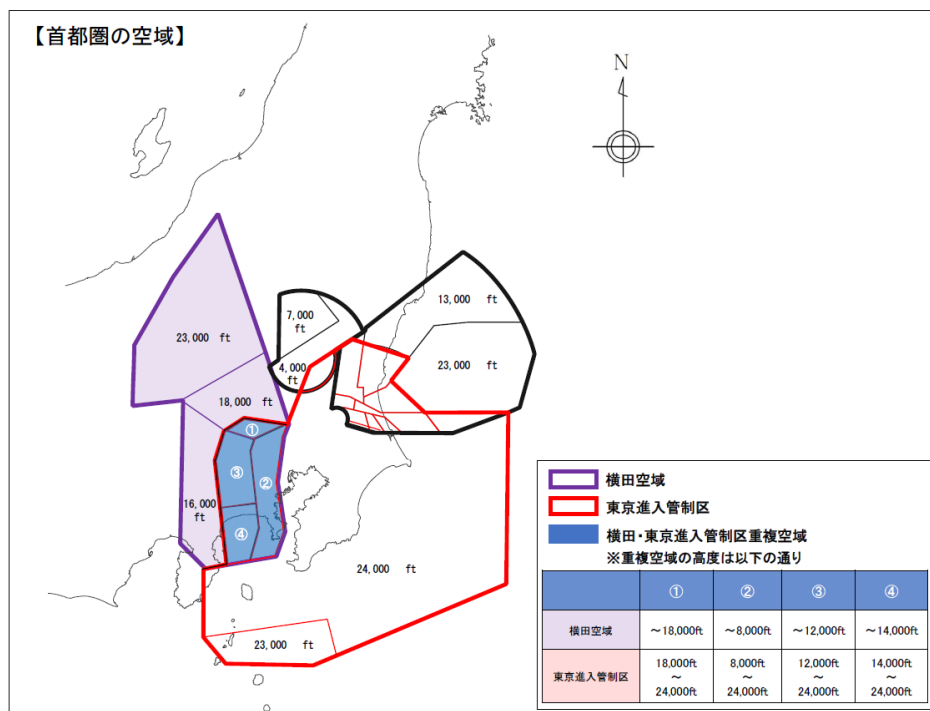 【首都圏の空域】
N
13,000 ft
7,000
ft
23,000 ft
23,000 ft
4,000
ft
18,000 ft
①
③
②
16,000
ft
④
24,000 ft
23,000 ft
横田空域
東京進入管制区
横田・東京進入管制区重複空域
※重複空域の高度は以下の通り
① ② ③ ④
横田空域 ～18,000ft ～8,000ft ～12,000ft ～14,000ft
東京進入管制区 18,000ft ～ 24,000ft 8,000ft ～ 24,000ft 12,000ft ～ 24,000ft 14,000ft ～ 24,000ft